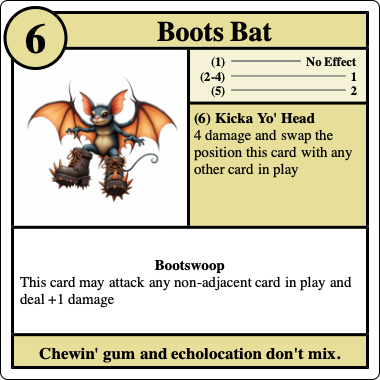 6
Boots Bat
(1) No Effect
(2-4) 1
(5) 2
(6) Kicka Yo' Head
4 damage and swap the
position this card with any
other card in play
Bootswoop
This card may attack any non-adjacent card in play and
deal +1 damage
Chewin' gum and echolocation don't mix.